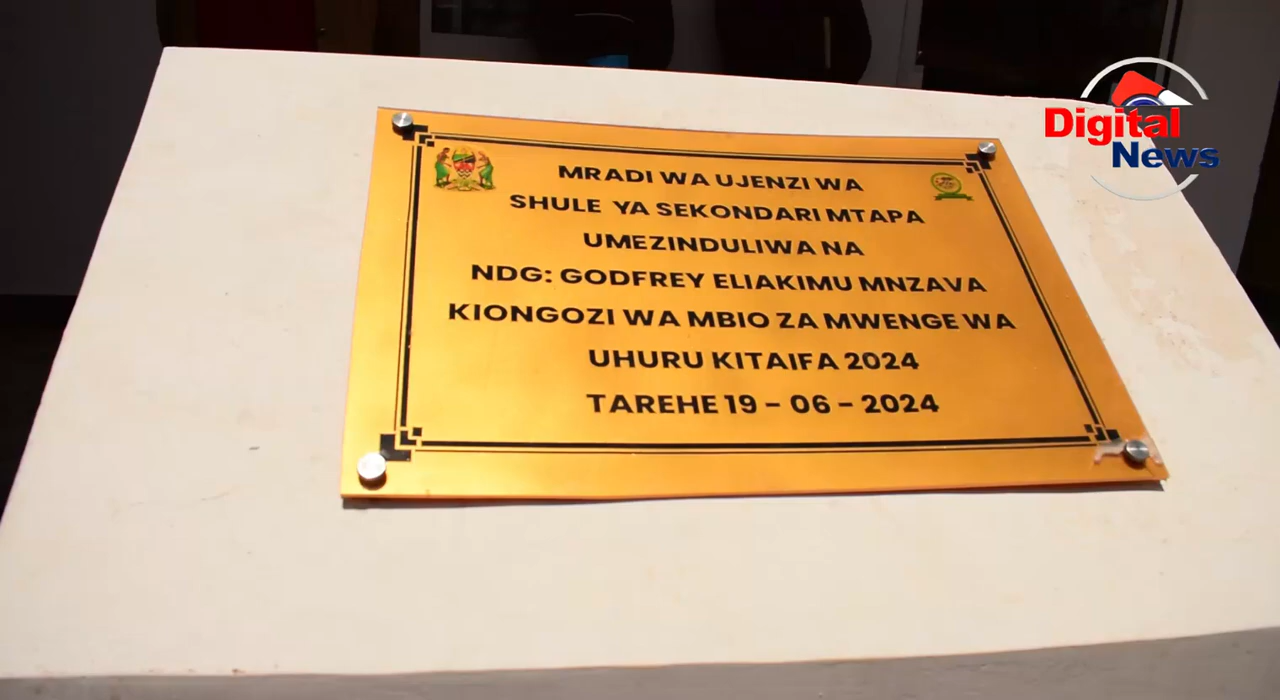 MRADI WA UJENZI WA
SHULE YA SEKONDARI MTAPA
UMEZINDULIWA NA
NDG: GODFREY ELIAKIMU MNZAVA
KIONGOZI WA MBIO ZA MWENGE WA
UHURU KITAIFA 2024
TAREHE 19 - 06 - 2024
Digital
News